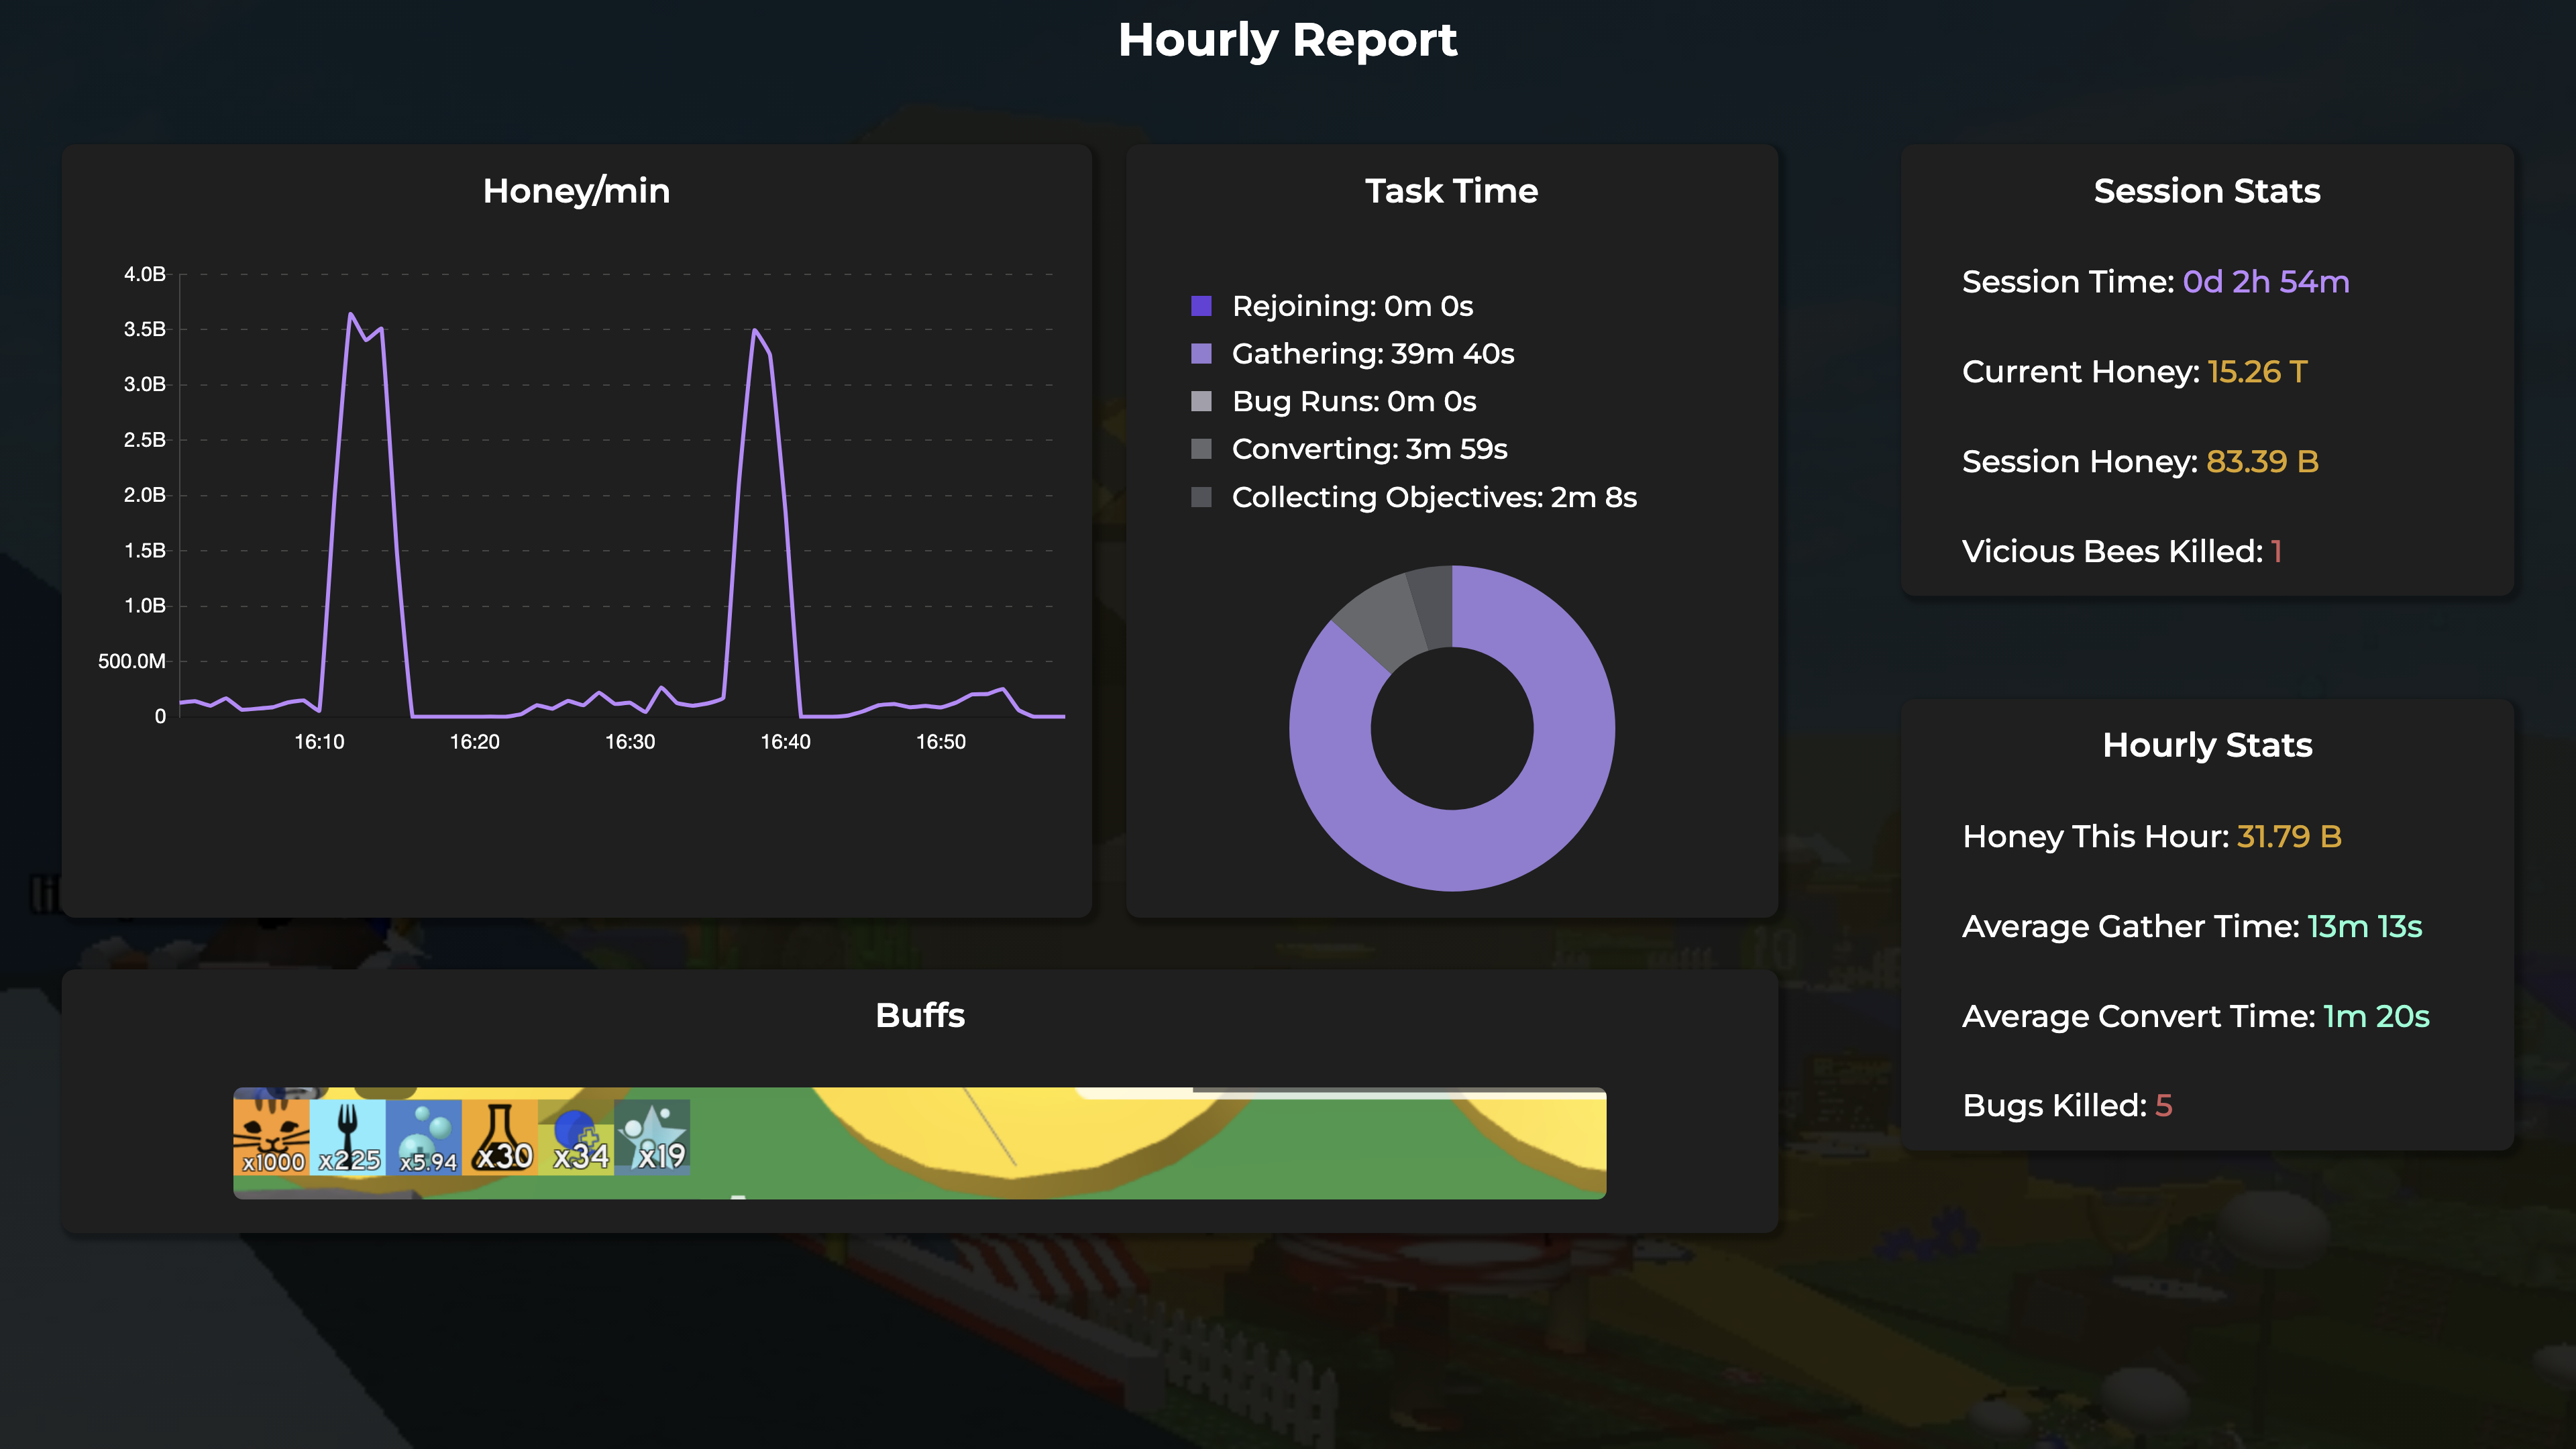 Hourly Report
Honey/min
4.0B
3.5B
3.0B
2.5B
2.0B
1.5B
1.0B
500.0M
0
16:10 16:20 16:30 16:40 16:50
Task Time
Rejoining: 0m 0s
Gathering: 39m 40s
Bug Runs: 0m 0s
Converting: 3m 59s
Collecting Objectives: 2m 8s
Session Stats
Session Time: 0d 2h 54m
Current Honey: 15.26 T
Session Honey: 83.39 B
Vicious Bees Killed: 1
Hourly Stats
Honey This Hour: 31.79 B
Average Gather Time: 13m 13s
Average Convert Time: 1m 20s
Bugs Killed: 5
Buffs
x1000 x225 x5.94 x30 x34 x19